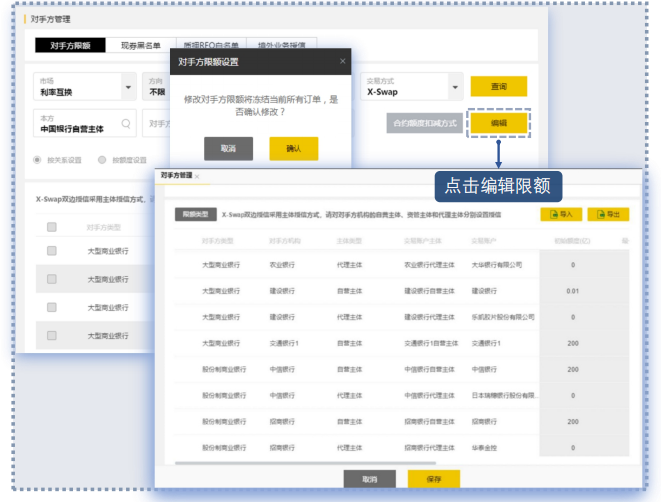 对手方管理
对手方限额 现券黑名单 质押RFQ白名单 境外业务授信
对手方限额设置 ×
市场 方向 交易方式
利率互换 不限 X-Swap 查询
修改对手方限额将冻结当前所有订单，是
否确认修改？
本方 对手方
中国银行自营主体 合约额度扣减方式 编辑
取消 确认
按关系设置 按额度设置
对手方管理 ×
点击编辑限额
X-Swap双边授信采用主体授信方式，
限额类型 X-Swap双边授信采用主体授信方式，请对对手方机构的自营主体、资管主体和代理主体分别设置授信 导入 导出
对手方类型
大型商业银行
大型商业银行
大型商业银行
大型商业银行
对手方类型 对手方机构 主体类型 交易账户主体 交易账户 初始额度(亿)
大型商业银行 农业银行 代理主体 农业银行代理主体 大华银行有限公司 0
大型商业银行 建设银行 自营主体 建设银行自营主体 建设银行 0.01
大型商业银行 建设银行 代理主体 建设银行代理主体 乐凯胶片股份有限公司 0
大型商业银行 交通银行1 自营主体 交通银行1自营主体 交通银行1 200
股份制商业银行 中信银行 自营主体 中信银行自营主体 中信银行 200
股份制商业银行 中信银行 代理主体 中信银行代理主体 日本瑞穗银行股份有限... 0
股份制商业银行 招商银行 自营主体 招商银行自营主体 招商银行 200
股份制商业银行 招商银行 代理主体 招商银行代理主体 华泰金控 0
取消 保存